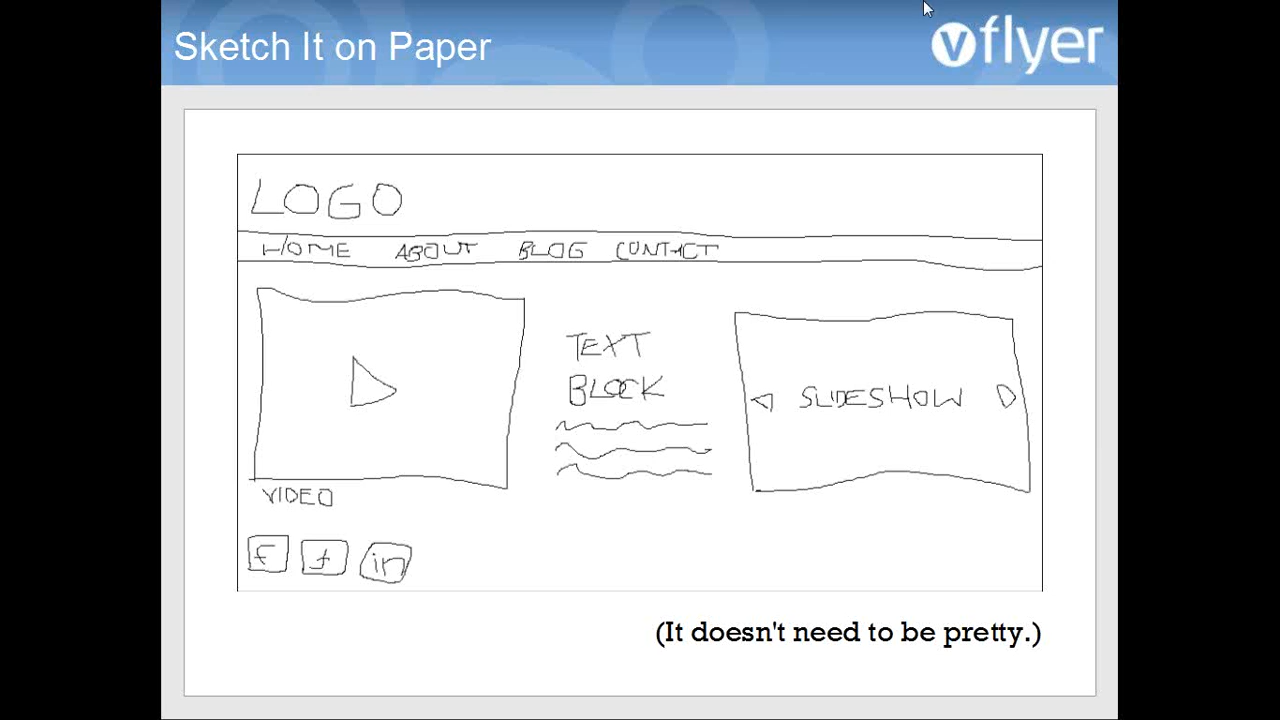 Sketch It on Paper
vflyer
LOGO
HOME ABOUT BLOG CONTACT
TEXT
BLOCK
SLIDESHOW
VIDEO
f t in
(It doesn't need to be pretty.)